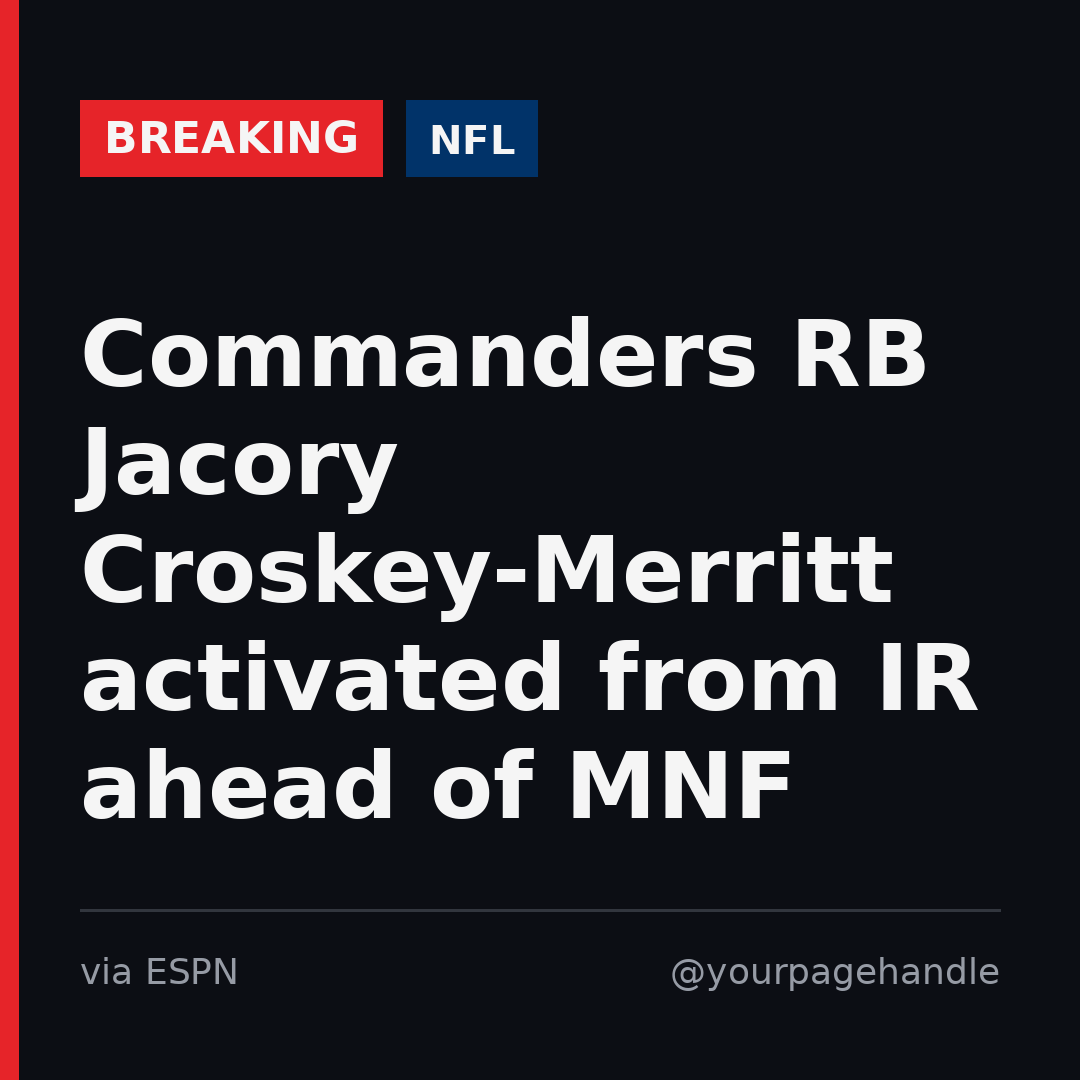 BREAKING NFL
Commanders RB
Jacory
Croskey-Merritt
activated from IR
ahead of MNF
via ESPN @yourpagehandle